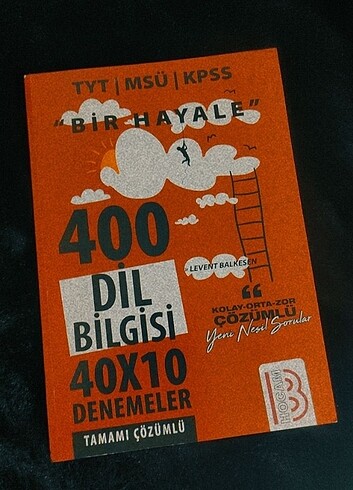 TYT | MSÜ | KPSS
"BİR HAYALE"
400
DİL
BİLGİSİ
40X10
DENEMELER
TAMAMI ÇÖZÜMLÜ
LEVENT BALKESEN
KOLAY-ORTA-ZOR
ÇÖZÜMLÜ
Yeni Nesil Sorular
B
HOCAM